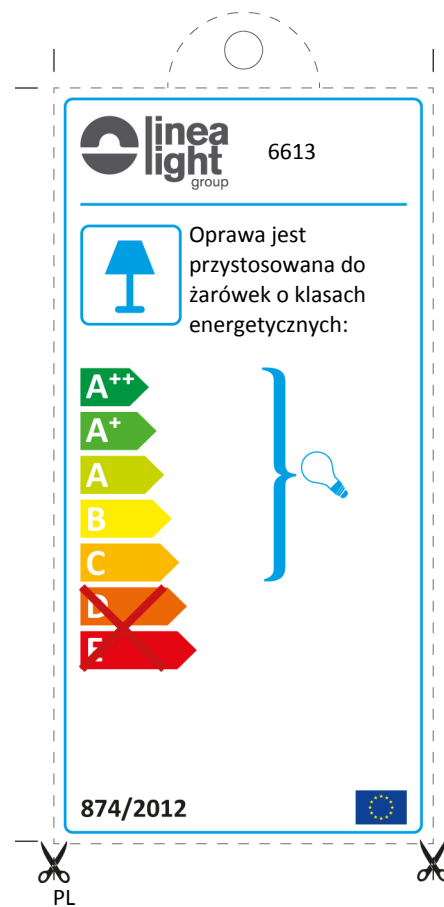 linea
light
group
6613
Oprawa jest
przystosowana do
żarówek o klasach
energetycznych:
A++
A+
A
B
C
D
E
874/2012
PL